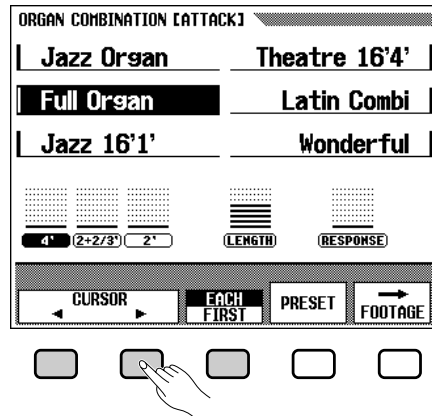 ORGAN COMBINATION [ATTACK]
Jazz Organ Theatre 16'4'
Full Organ Latin Combi
Jazz 16'1' Wonderful
4' 2+2/3' 2' LENGTH RESPONSE
CURSOR EACH FIRST PRESET FOOTAGE